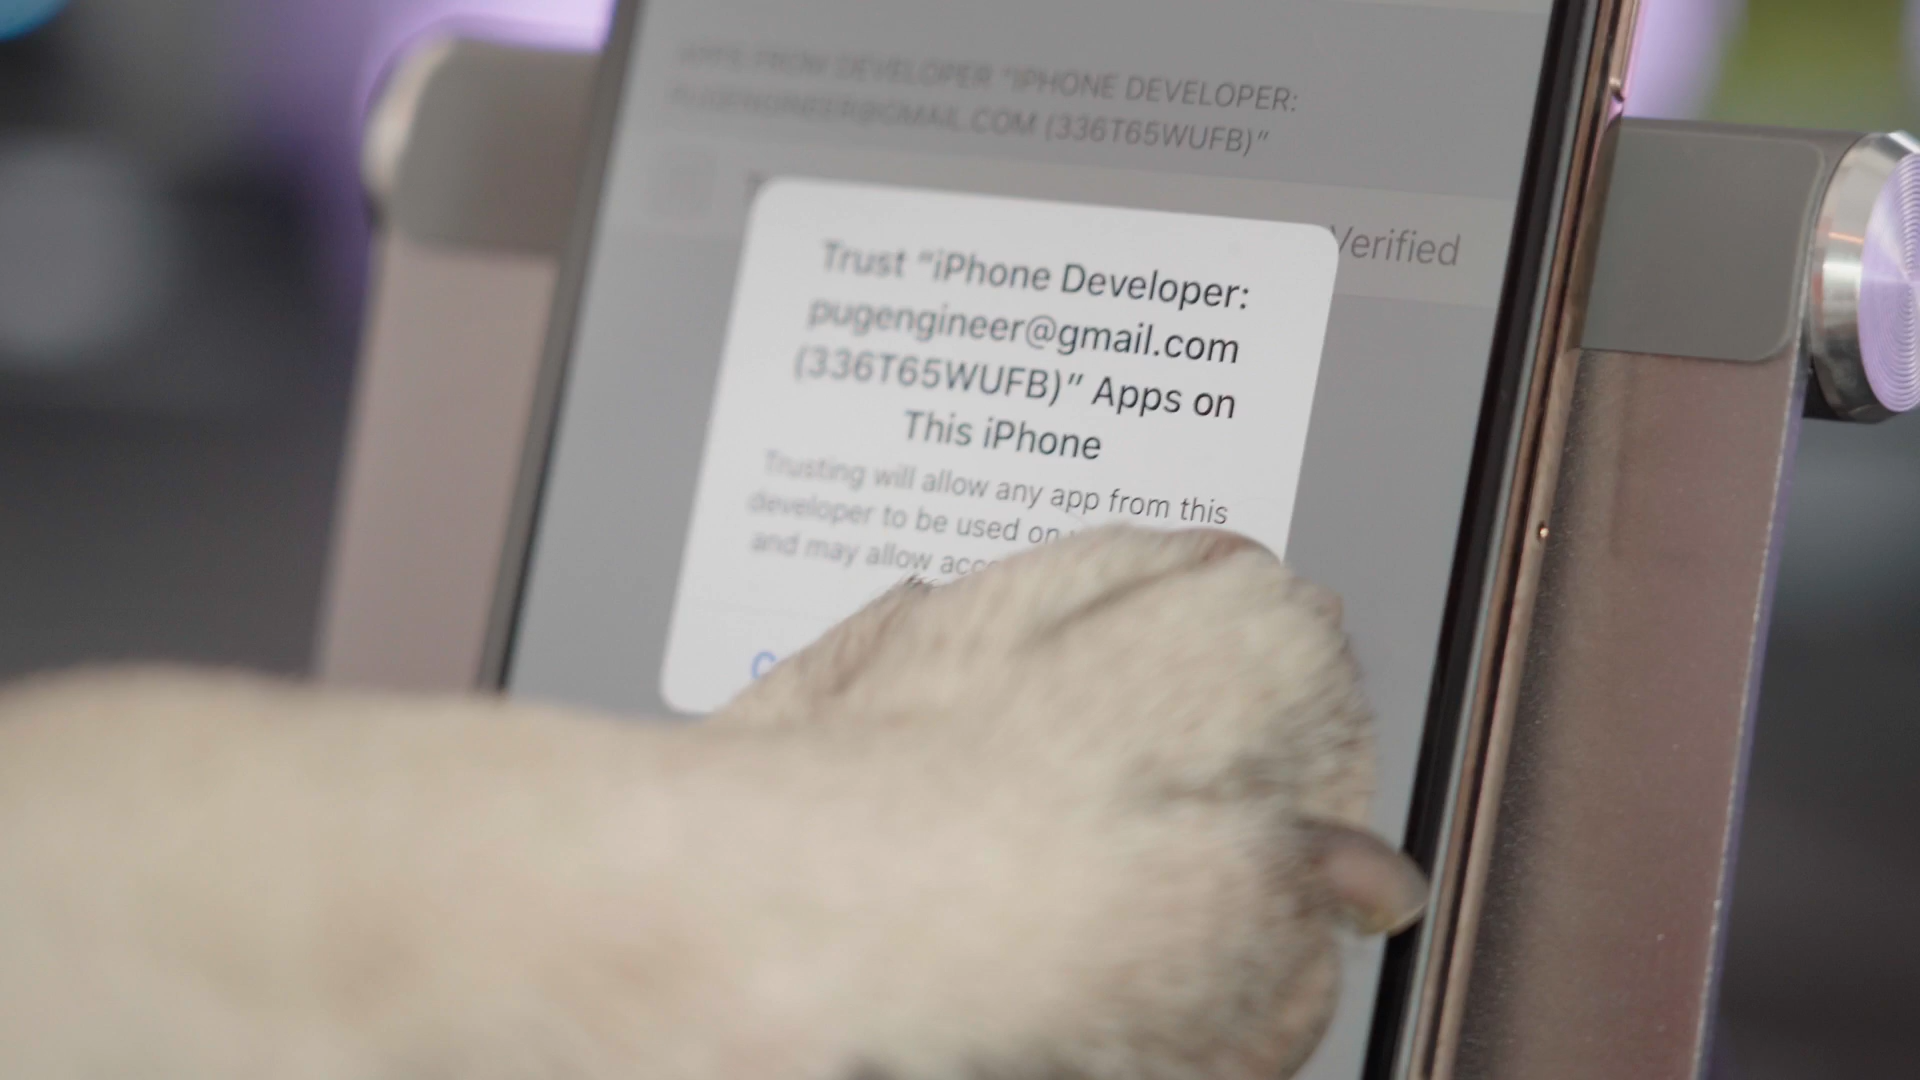 APPS FROM DEVELOPER "IPHONE DEVELOPER:
PUGENGINEER@GMAIL.COM (336T65WUFB)"
Verified
Trust "iPhone Developer:
pugengineer@gmail.com
(336T65WUFB)" Apps on
This iPhone
Trusting will allow any app from this
developer to be used on
and may allow